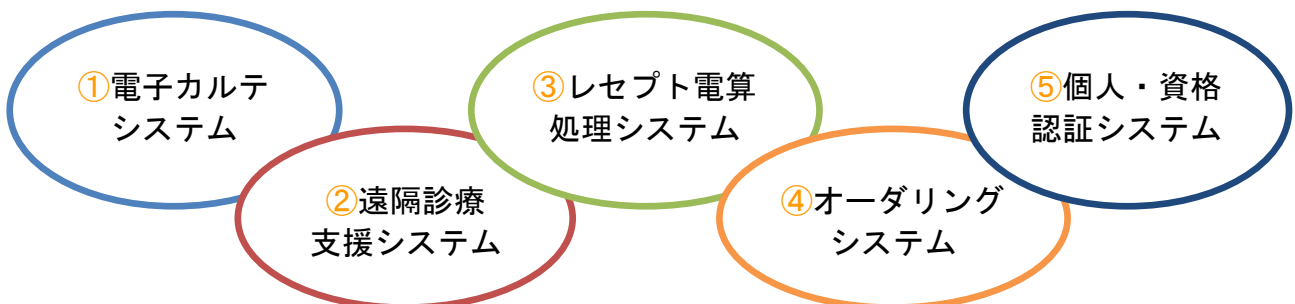 ①電子カルテ
システム
②遠隔診療
支援システム
③レセプト電算
処理システム
④オーダリング
システム
⑤個人・資格
認証システム